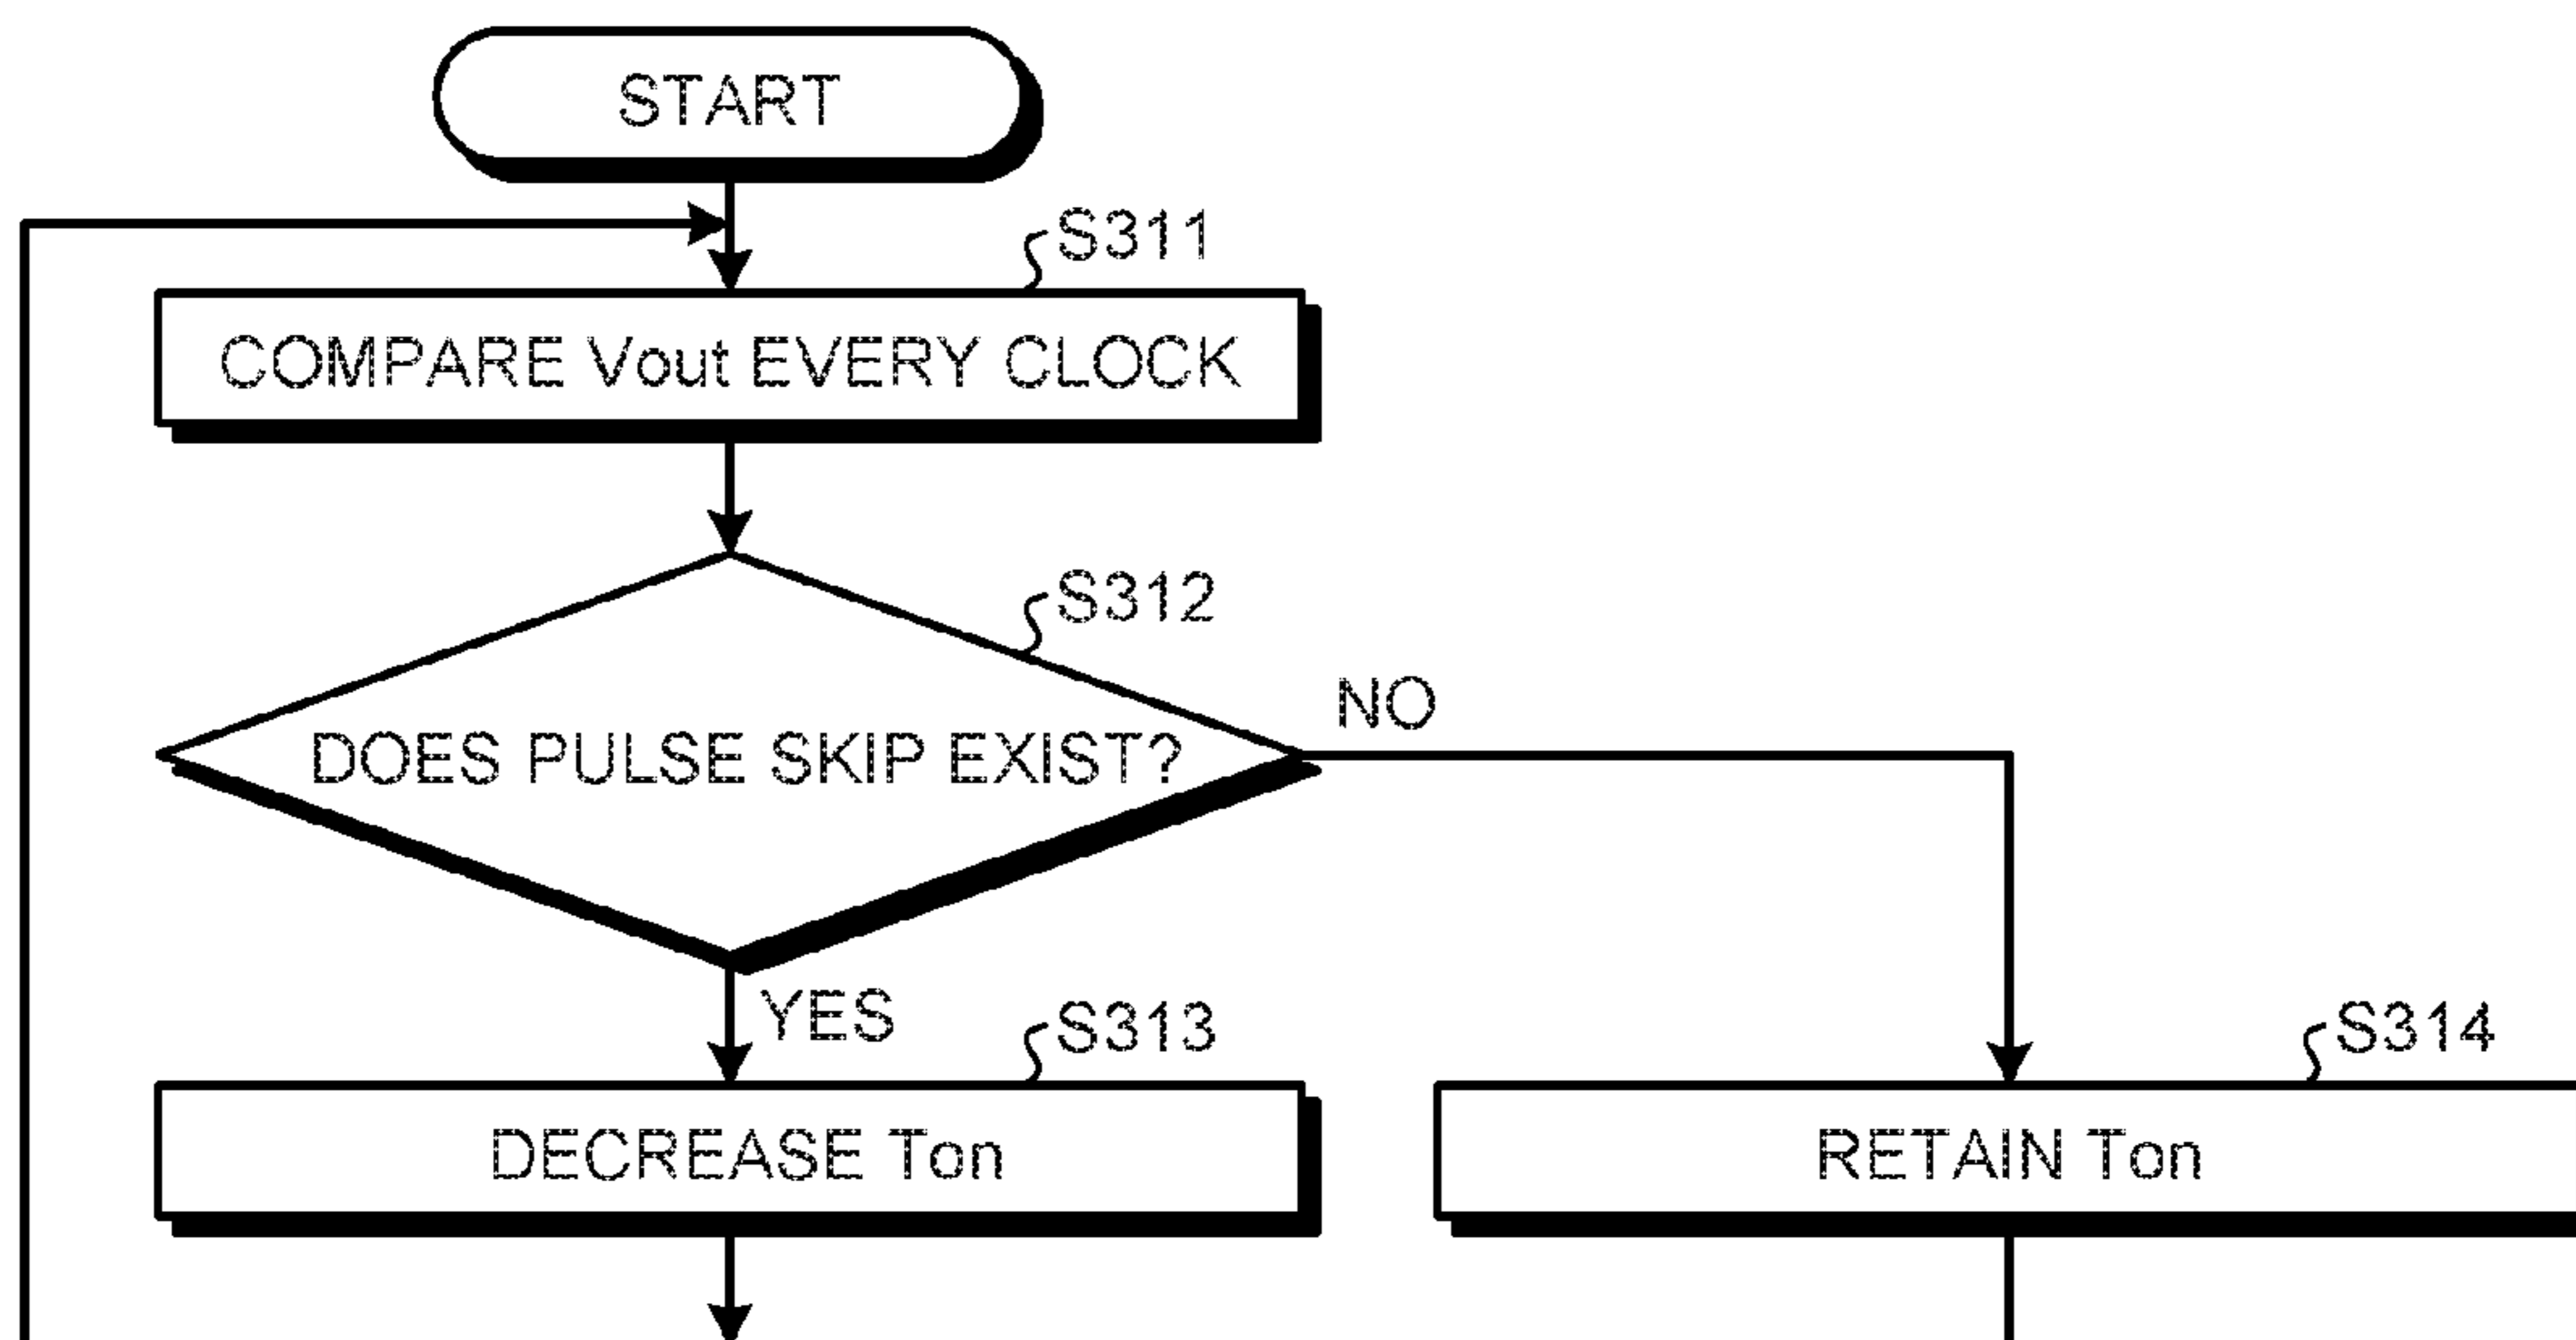 START
S311
COMPARE Vout EVERY CLOCK
S312
NO
DOES PULSE SKIP EXIST?
YES
S313
S314
DECREASE Ton
RETAIN Ton